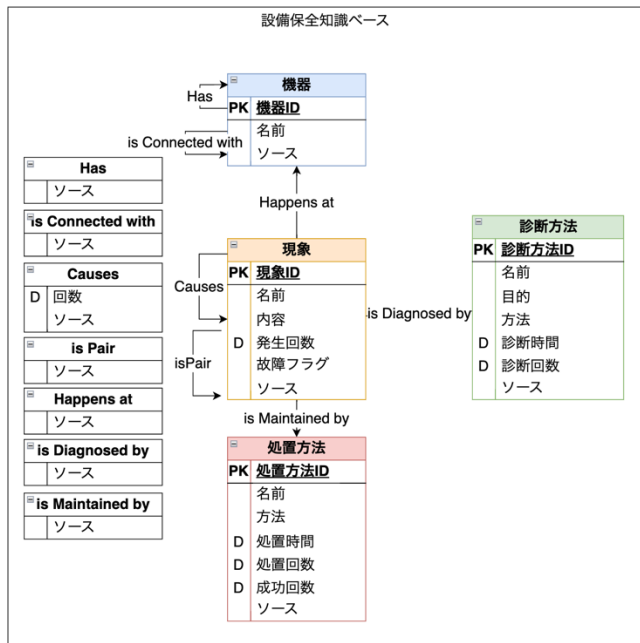 設備保全知識ベース
機器
PK 機器ID
名前
ソース
Has
is Connected with
Happens at
Has
ソース
is Connected with
ソース
Causes
D 回数
ソース
is Pair
ソース
Happens at
ソース
is Diagnosed by
ソース
is Maintained by
ソース
現象
PK 現象ID
名前
内容
D 発生回数
故障フラグ
ソース
Causes
isPair
is Diagnosed by
is Maintained by
診断方法
PK 診断方法ID
名前
目的
方法
D 診断時間
D 診断回数
ソース
処置方法
PK 処置方法ID
名前
方法
D 処置時間
D 処置回数
D 成功回数
ソース